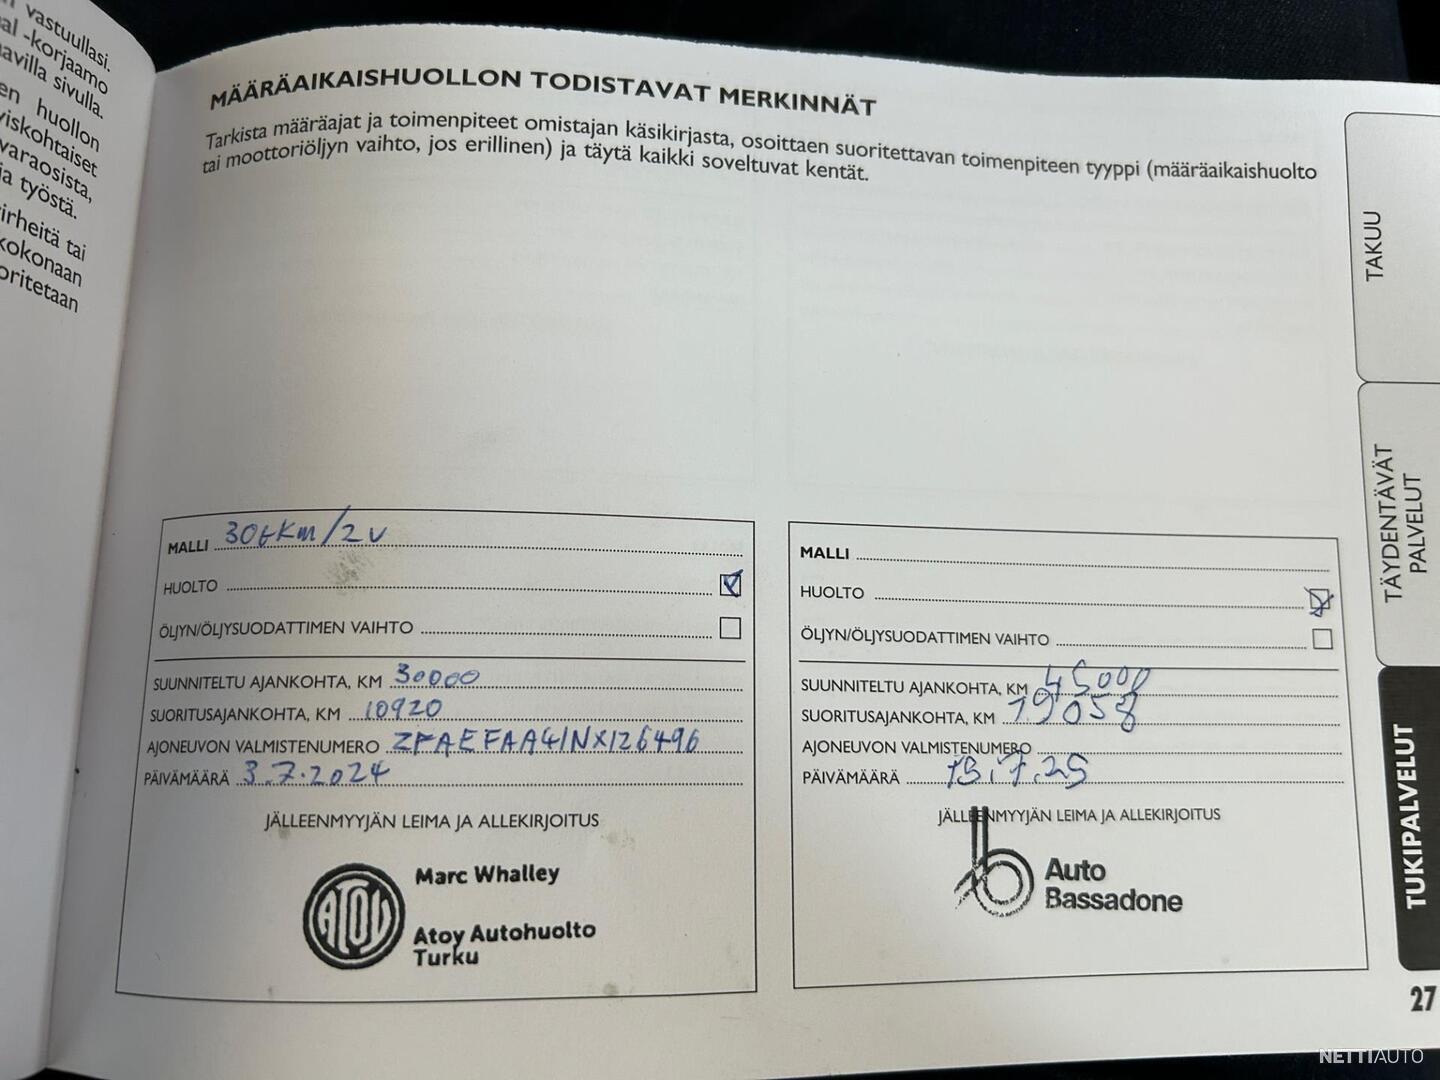 vastuullasi.
al -korjaamo
avilla sivulla.
en huollon
viskohtaiset
varaosista,
ja työstä.
irheitä tai
kokonaan
oritetaan
MÄÄRÄAIKAISHUOLLON TODISTAVAT MERKINNÄT
Tarkista määräajat ja toimenpiteet omistajan käsikirjasta, osoittaen suoritettavan toimenpiteen tyyppi (määräaikaishuolto
tai moottoriöljyn vaihto, jos erillinen) ja täytä kaikki soveltuvat kentät.
MALLI 30tkm/2v
HUOLTO
ÖLJYN/ÖLJYSUODATTIMEN VAIHTO
SUUNNITELTU AJANKOHTA, KM 30000
SUORITUSAJANKOHTA, KM 10920
AJONEUVON VALMISTENUMERO ZFAEFAA41NX126496
PÄIVÄMÄÄRÄ 3.7.2024
JÄLLEENMYYJÄN LEIMA JA ALLEKIRJOITUS
ATOY
Marc Whalley
Atoy Autohuolto
Turku
MALLI
HUOLTO
ÖLJYN/ÖLJYSUODATTIMEN VAIHTO
SUUNNITELTU AJANKOHTA, KM 45000
SUORITUSAJANKOHTA, KM 19058
AJONEUVON VALMISTENUMERO
PÄIVÄMÄÄRÄ
JÄLLEENMYYJÄN LEIMA JA ALLEKIRJOITUS
Auto
Bassadone
TAKUU
TÄYDENTÄVÄT
PALVELUT
TUKIPALVELUT
27
NETTIAUTO